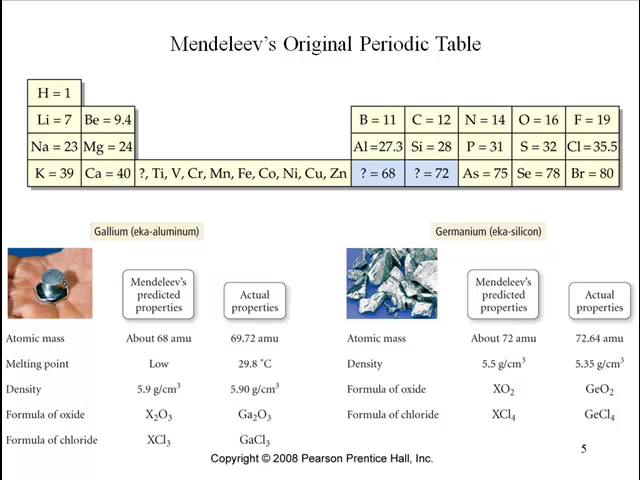 Mendeleev's Original Periodic Table
H = 1
Li = 7 Be = 9.4 B = 11 C = 12 N = 14 O = 16 F = 19
Na = 23 Mg = 24 Al = 27.3 Si = 28 P = 31 S = 32 Cl = 35.5
K = 39 Ca = 40 ?, Ti, V, Cr, Mn, Fe, Co, Ni, Cu, Zn ? = 68 ? = 72 As = 75 Se = 78 Br = 80
Gallium (eka-aluminum)
Mendeleev's predicted properties
Actual properties
Atomic mass About 68 amu 69.72 amu
Melting point Low 29.8 °C
Density 5.9 g/cm³ 5.90 g/cm³
Formula of oxide X₂O₃ Ga₂O₃
Formula of chloride XCl₃ GaCl₃
Germanium (eka-silicon)
Mendeleev's predicted properties
Actual properties
Atomic mass About 72 amu 72.64 amu
Density 5.5 g/cm³ 5.35 g/cm³
Formula of oxide XO₂ GeO₂
Formula of chloride XCl₄ GeCl₄
5
Copyright © 2008 Pearson Prentice Hall, Inc.